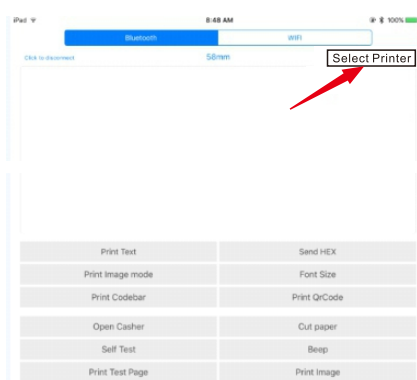 iPad 8:48 AM 100%
Bluetooth WIFI
Click to disconnect 58mm Select Printer
Print Text Send HEX
Print Image mode Font Size
Print Codebar Print QrCode
Open Casher Cut paper
Self Test Beep
Print Test Page Print Image